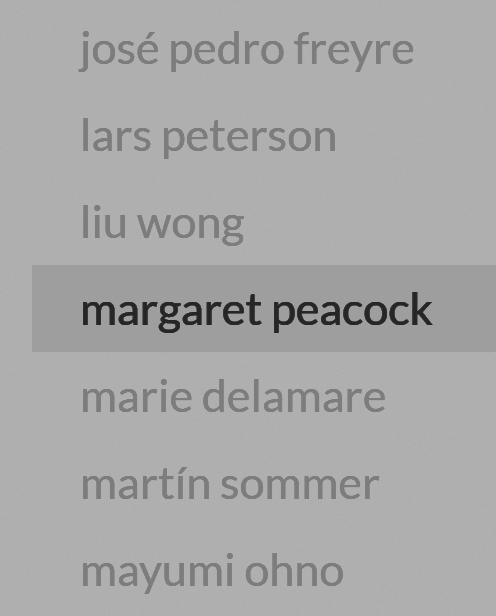 josé pedro freyre
lars peterson
liu wong
margaret peacock
marie delamare
martín sommer
mayumi ohno